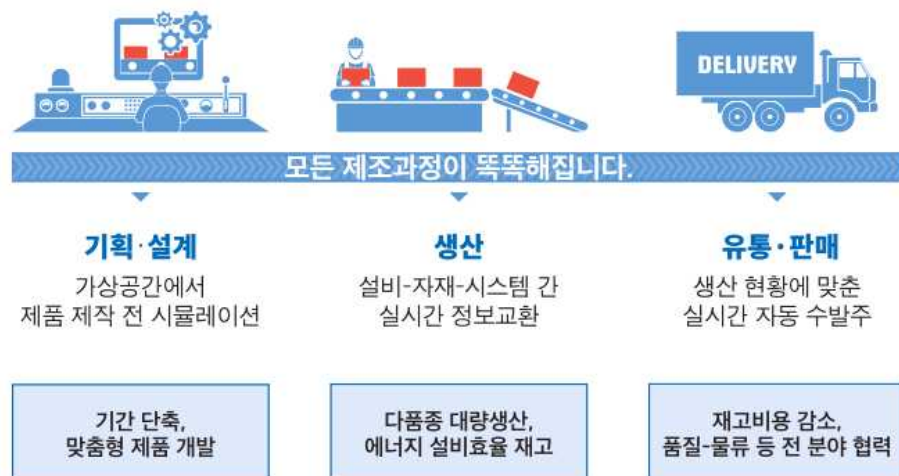 DELIVERY
모든 제조과정이 똑똑해집니다.
기획·설계
가상공간에서
제품 제작 전 시뮬레이션
기간 단축,
맞춤형 제품 개발
생산
설비-자재-시스템 간
실시간 정보교환
다품종 대량생산,
에너지 설비효율 재고
유통·판매
생산 현황에 맞춘
실시간 자동 수발주
재고비용 감소,
품질-물류 등 전 분야 협력